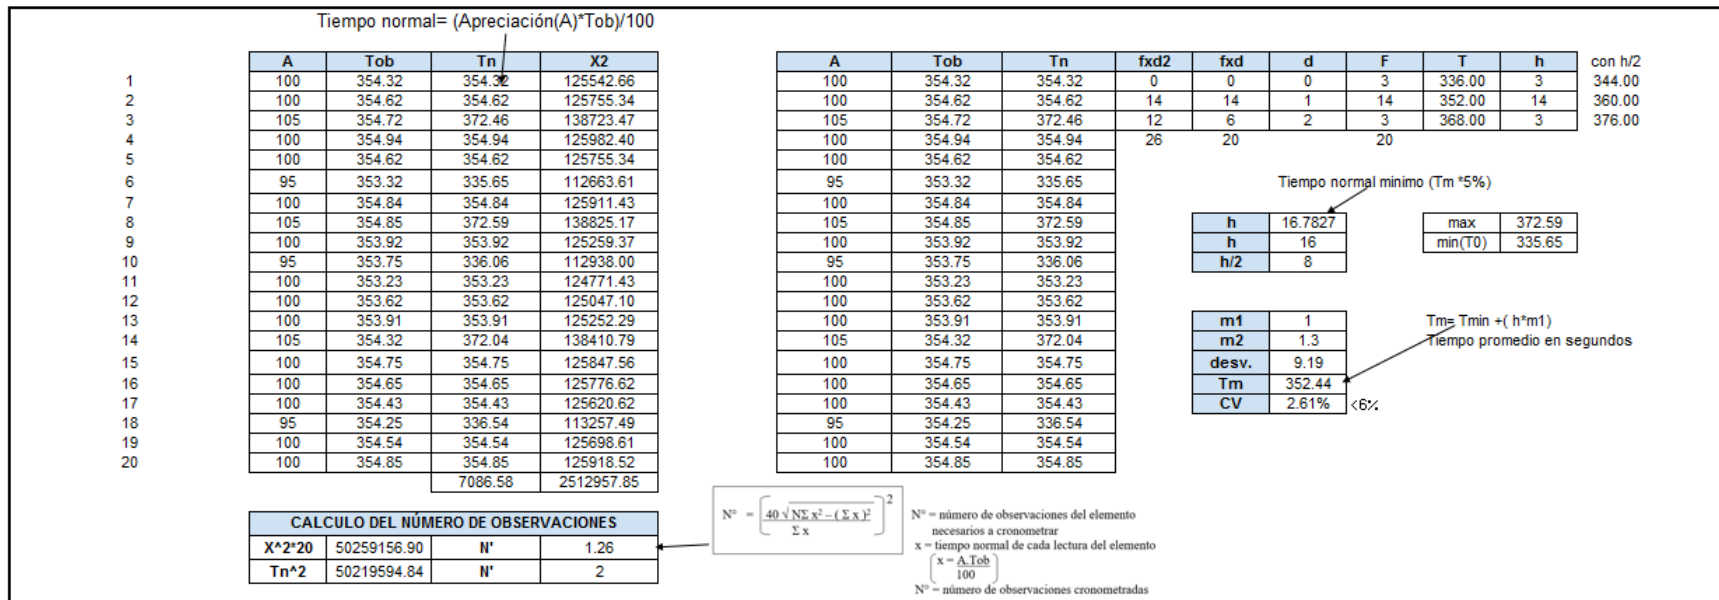 Tiempo normal= (Apreciación(A)*Tob)/100
A Tob Tn X2
1 100 354.32 354.32 125542.66
2 100 354.62 354.62 125755.34
3 105 354.72 372.46 138723.47
4 100 354.94 354.94 125982.40
5 100 354.62 354.62 125755.34
6 95 353.32 335.65 112663.61
7 100 354.84 354.84 125911.43
8 105 354.85 372.59 138825.17
9 100 353.92 353.92 125259.37
10 95 353.75 336.06 112938.00
11 100 353.23 353.23 124771.43
12 100 353.62 353.62 125047.10
13 100 353.91 353.91 125252.29
14 105 354.32 372.04 138410.79
15 100 354.75 354.75 125847.56
16 100 354.65 354.65 125776.62
17 100 354.43 354.43 125620.62
18 95 354.25 336.54 113257.49
19 100 354.54 354.54 125698.61
20 100 354.85 354.85 125918.52
7086.58 2512957.85
A Tob Tn fxd2 fxd d F T h con h/2
100 354.32 354.32 0 0 0 3 336.00 3 344.00
100 354.62 354.62 14 14 1 14 352.00 14 360.00
105 354.72 372.46 12 6 2 3 368.00 3 376.00
100 354.94 354.94 26 20 20
100 354.62 354.62
95 353.32 335.65
100 354.84 354.84
105 354.85 372.59
100 353.92 353.92
95 353.75 336.06
100 353.23 353.23
100 353.62 353.62
100 353.91 353.91
105 354.32 372.04
100 354.75 354.75
100 354.65 354.65
100 354.43 354.43
95 354.25 336.54
100 354.54 354.54
100 354.85 354.85
Tiempo normal minimo (Tm *5%)
h 16.7827
h 16
h/2 8
max 372.59
min(T0) 335.65
m1 1
m2 1.3
desv. 9.19
Tm 352.44
CV 2.61% <6%
Tm= Tmin +( h*m1)
Tiempo promedio en segundos
CALCULO DEL NÚMERO DE OBSERVACIONES
X^2*20 50259156.90 N' 1.26
Tn^2 50219594.84 N' 2
N° = (40 √NΣ x² – ( Σ x )² / Σ x)²
N° = número de observaciones del elemento
necesarios a cronometrar
x = tiempo normal de cada lectura del elemento
(x = A.Tob / 100)
N° = número de observaciones cronometradas